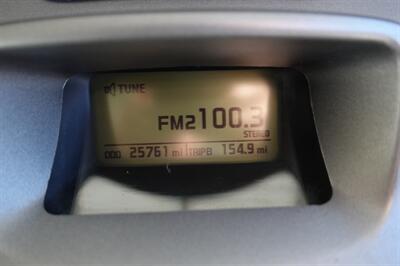 TUNE
FM2 100.3
STEREO
ODO 25761 mi TRIP B 154.9 mi